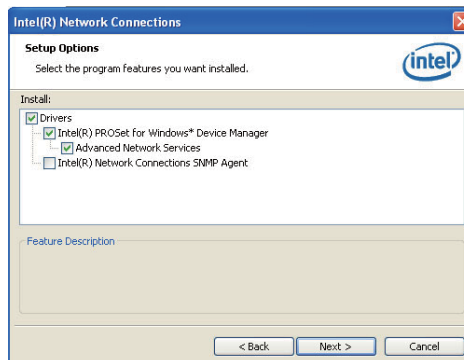 Intel(R) Network Connections
Setup Options
Select the program features you want installed.
intel
Install:
Drivers
Intel(R) PROSet for Windows* Device Manager
Advanced Network Services
Intel(R) Network Connections SNMP Agent
Feature Description
< Back
Next >
Cancel